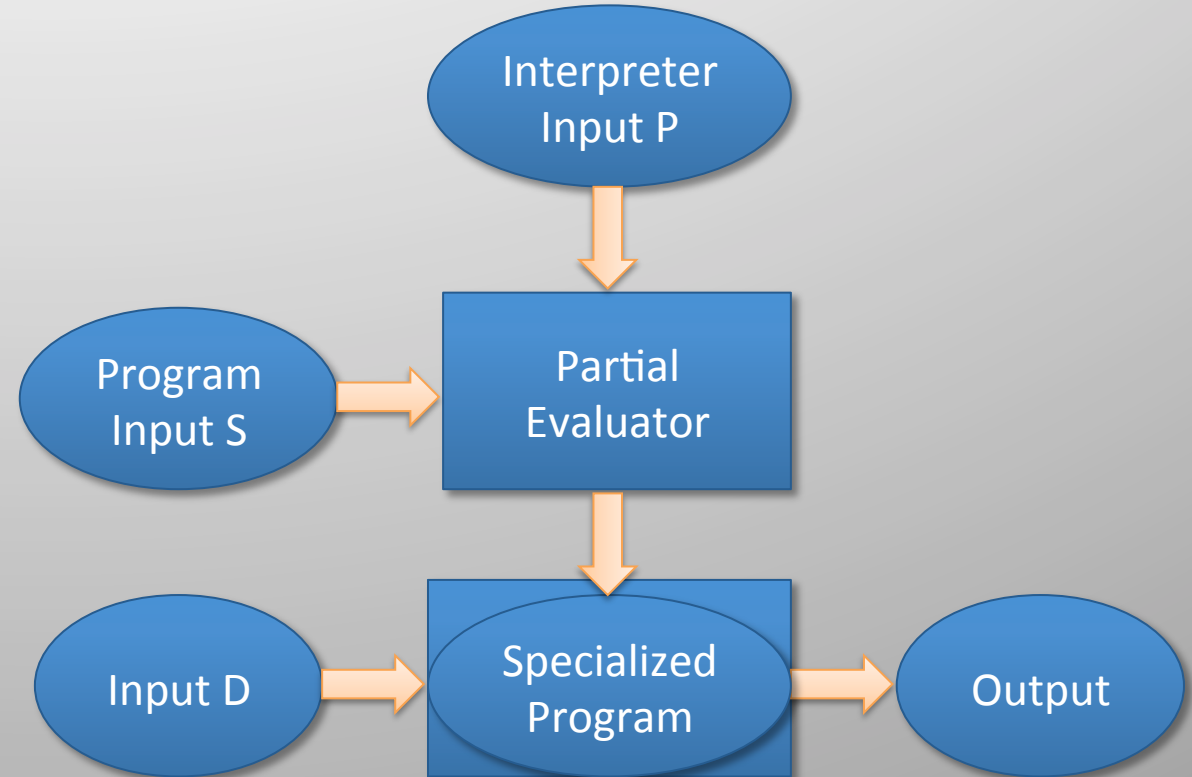 Interpreter
Input P
Program
Input S
Partial
Evaluator
Input D
Specialized
Program
Output